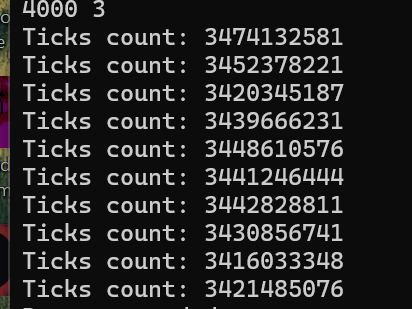 4000 3
Ticks count: 3474132581
Ticks count: 3452378221
Ticks count: 3420345187
Ticks count: 3439666231
Ticks count: 3448610576
Ticks count: 3441246444
Ticks count: 3442828811
Ticks count: 3430856741
Ticks count: 3416033348
Ticks count: 3421485076